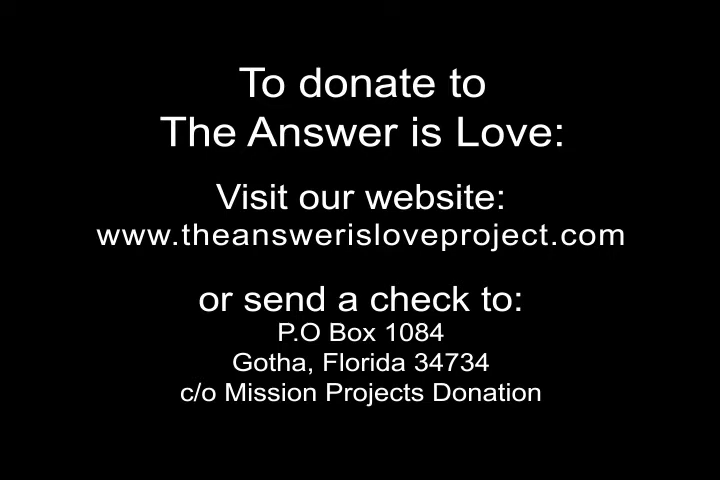 To donate to
The Answer is Love:
Visit our website:
www.theanswerisloveproject.com
or send a check to:
P.O Box 1084
Gotha, Florida 34734
c/o Mission Projects Donation